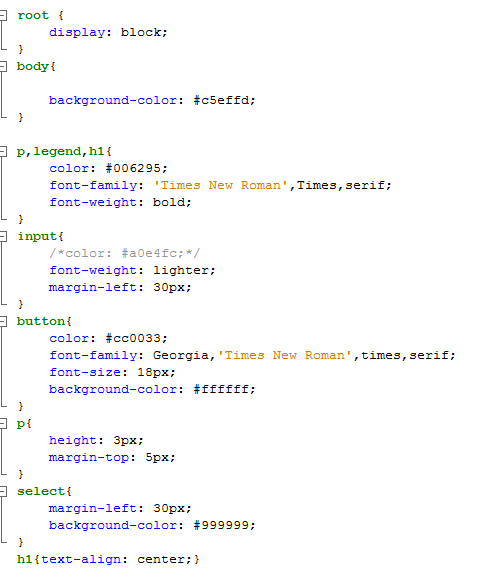 root {
    display: block;
}
body{

    background-color: #c5effd;
}

p,legend,h1{
    color: #006295;
    font-family: 'Times New Roman',Times,serif;
    font-weight: bold;
}
input{
    /*color: #a0e4fc;*/
    font-weight: lighter;
    margin-left: 30px;
}
button{
    color: #cc0033;
    font-family: Georgia,'Times New Roman',times,serif;
    font-size: 18px;
    background-color: #ffffff;
}
p{
    height: 3px;
    margin-top: 5px;
}
select{
    margin-left: 30px;
    background-color: #999999;
}
h1{text-align: center;}